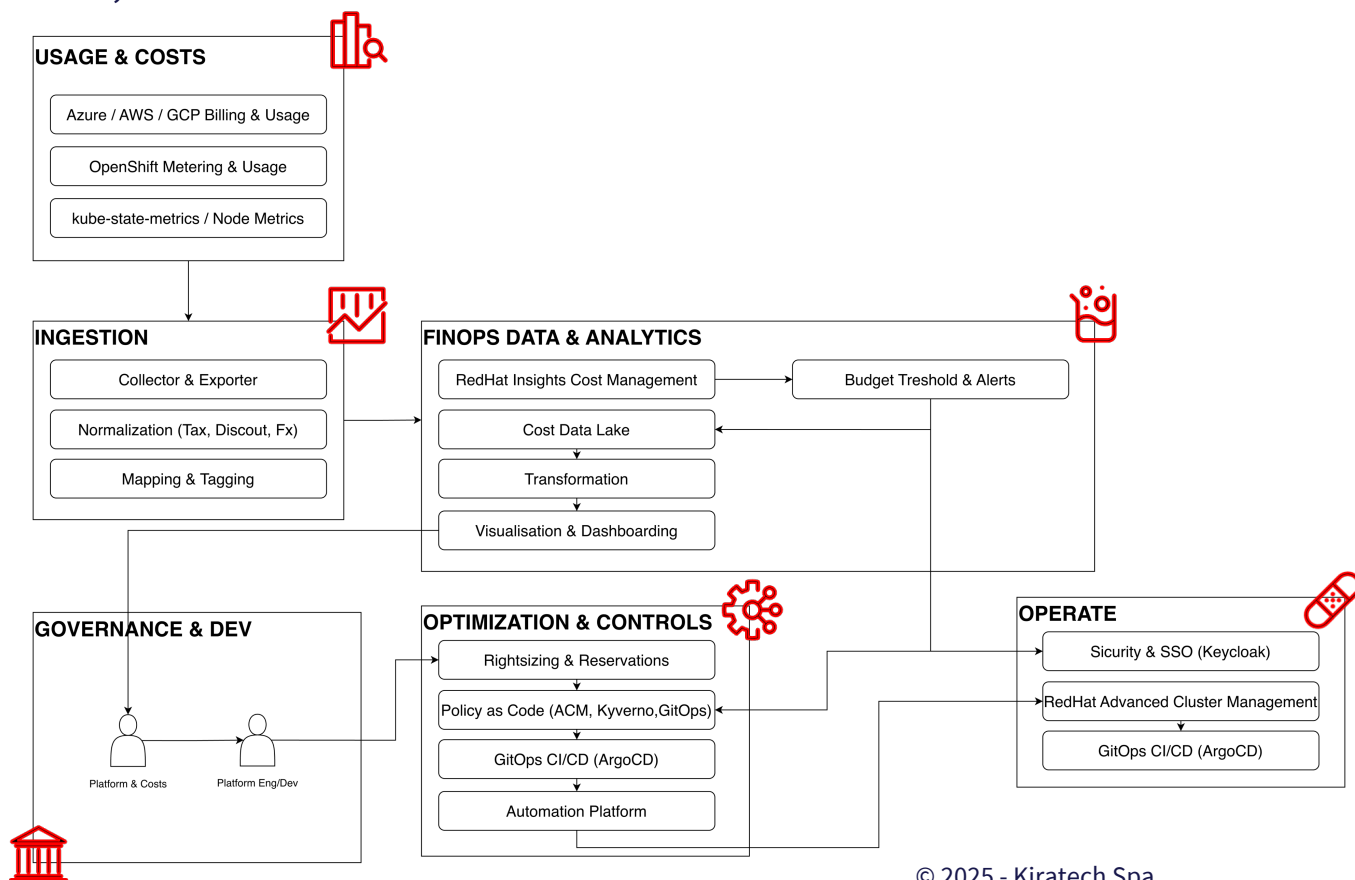 USAGE & COSTS
Azure / AWS / GCP Billing & Usage
OpenShift Metering & Usage
kube-state-metrics / Node Metrics
INGESTION
Collector & Exporter
Normalization (Tax, Discout, Fx)
Mapping & Tagging
FINOPS DATA & ANALYTICS
RedHat Insights Cost Management
Budget Treshold & Alerts
Cost Data Lake
Transformation
Visualisation & Dashboarding
GOVERNANCE & DEV
Platform & Costs
Platform Eng/Dev
OPTIMIZATION & CONTROLS
Rightsizing & Reservations
Policy as Code (ACM, Kyverno,GitOps)
GitOps CI/CD (ArgoCD)
Automation Platform
OPERATE
Sicurity & SSO (Keycloak)
RedHat Advanced Cluster Management
GitOps CI/CD (ArgoCD)
© 2025 - Kiratech Spa